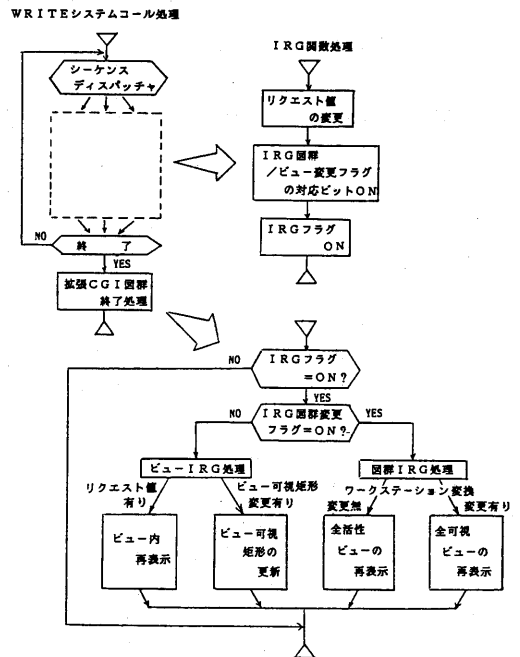 WRITEシステムコール処理
シーケンス
ディスパッチャ
NO
終 了
YES
拡張CGI図群
終了処理
IRG関数処理
リクエスト値
の変更
IRG図群
/ビュー変更フラグ
の対応ビットON
IRGフラグ
ON
NO
IRGフラグ
=ON?
YES
NO
IRG図群変更
フラグ=ON?
YES
ビューIRG処理
図群IRG処理
リクエスト値
有り
ビュー可視矩形
変更有り
ワークステーション変換
変更無
変更有り
ビュー内
再表示
ビュー可視
矩形の
更新
全活性
ビューの
再表示
全可視
ビューの
再表示